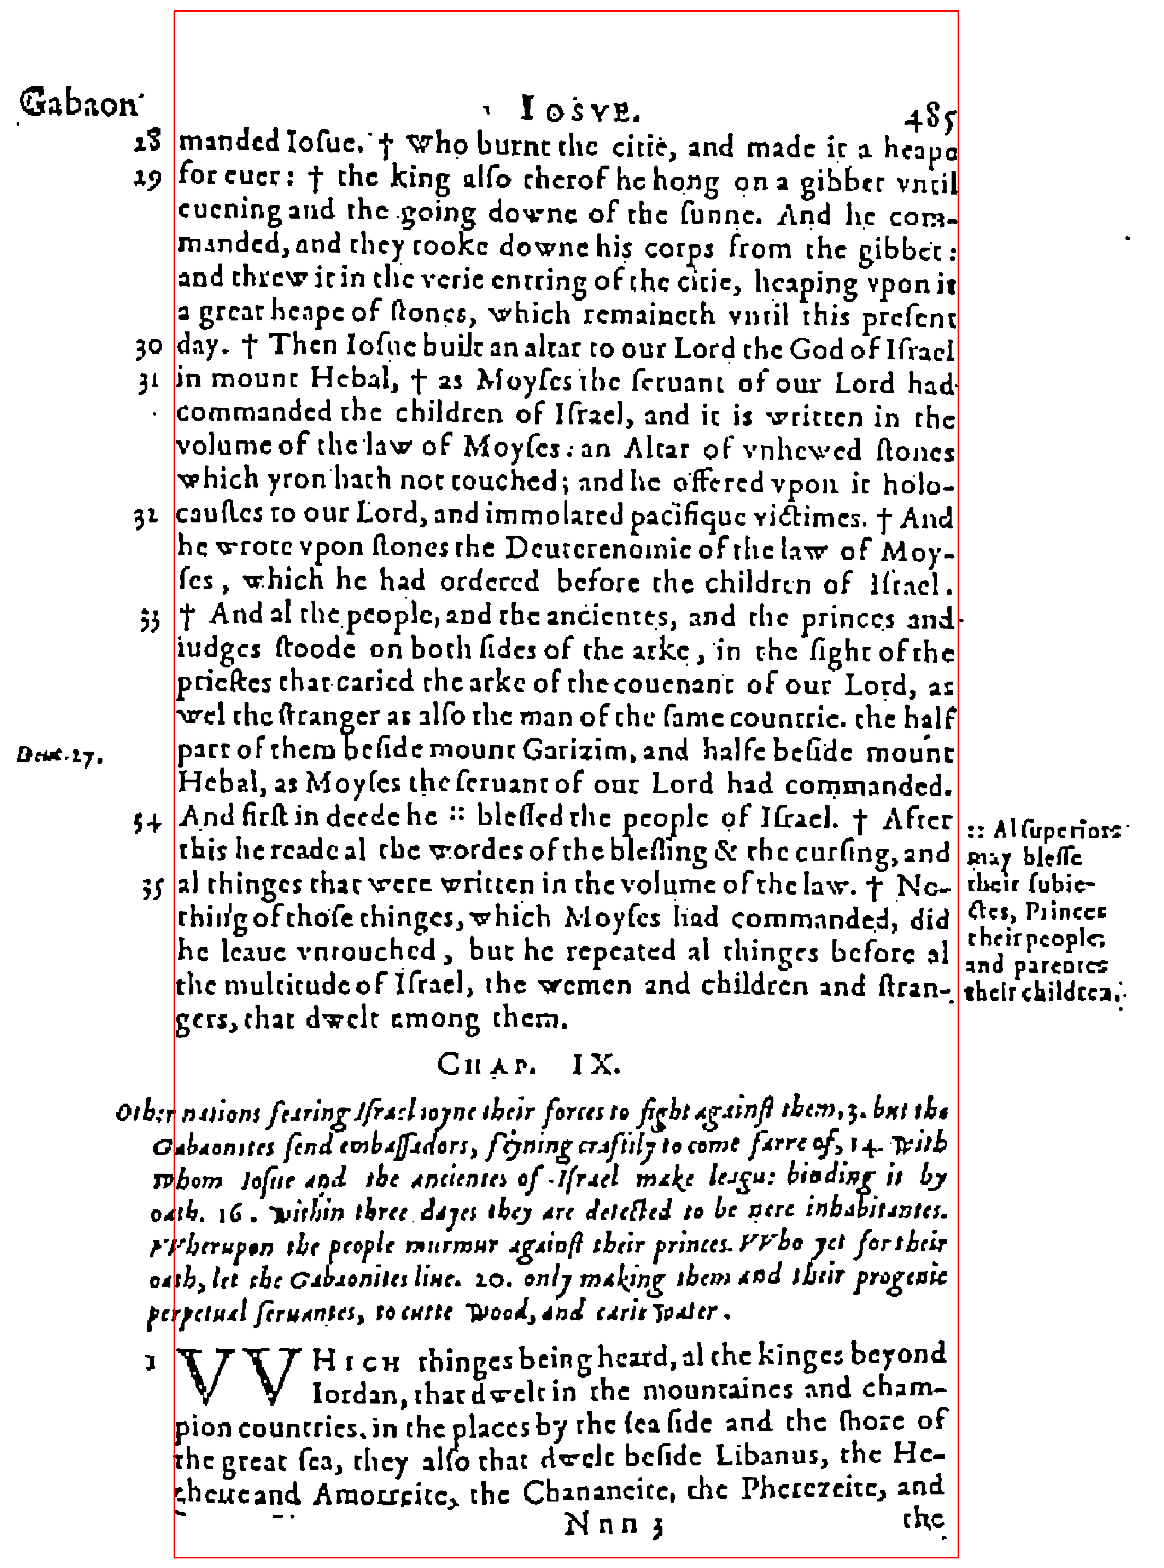 Gabaon
IOSVE. 485
28 manded Iosue. † Who burnt the citie, and made it a heape
29 for euer: † the king also therof he hong on a gibbet vntil
euening and the going downe of the sunne. And he com-
manded, and they tooke downe his corps from the gibbet:
and threw it in the verie entring of the citie, heaping vpon it
a great heape of stones, which remaineth vntil this present
30 day. † Then Iosue built an altar to our Lord the God of Israel
31 in mount Hebal, † as Moyses the seruant of our Lord had
commanded the children of Israel, and it is written in the
volume of the law of Moyses: an Altar of vnhewed stones
which yron hath not touched; and he offered vpon it holo-
32 caustes to our Lord, and immolated pacifique victimes. † And
he wrote vpon stones the Deuterenomie of the law of Moy-
ses, which he had ordered before the children of Israel.
33 † And al the people, and the ancientes, and the princes and
iudges stoode on both sides of the arke, in the sight of the
priestes that caried the arke of the couenant of our Lord, as
wel the stranger as also the man of the same countrie. the half
Deut. 27. part of them beside mount Garizim, and halfe beside mount
Hebal, as Moyses the seruant of our Lord had commanded.
34 And first in deede he :: blessed the people of Israel. † After
this he reade al the wordes of the blessing & the cursing, and
35 al thinges that were written in the volume of the law. † No-
thing of those thinges, which Moyses had commanded, did
he leaue vntouched, but he repeated al thinges before al
the multitude of Israel, the wemen and children and stran-
gers, that dwelt among them.
:: Al superiors
may blesse
their subie-
ctes, Princes
their people;
and parentes
their children.
CHAP. IX.
Other nations fearing Israel ioyne their forces to fight against them, 3. but the
Gabaonites send embassadors, feyning craftily to come farre of, 14. With
Whom Iosue and the ancientes of Israel make league binding it by
oath. 16. Within three dayes they are detected to be nere inhabitantes.
VVherupon the people murmur against their princes. VVho yet for their
oath, let the Gabaonites liue. 20. only making them and their progenie
perpetual seruantes, to cutte Wood, and carie Water.
1 VVHICH thinges being heard, al the kinges beyond
Iordan, that dwelt in the mountaines and cham-
pion countries, in the places by the sea side and the shore of
the great sea, they also that dwelt beside Libanus, the He-
theite and Amorreite, the Chananeite, the Pherezeite, and
Nnn 3 the